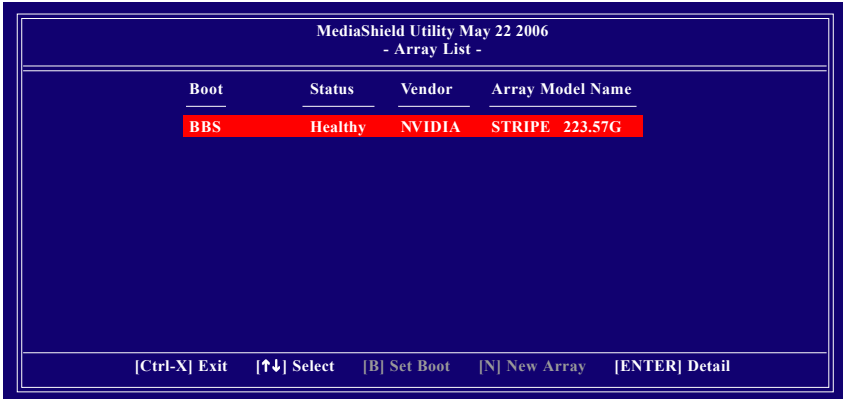 MediaShield Utility May 22 2006
- Array List -
Boot Status Vendor Array Model Name
BBS Healthy NVIDIA STRIPE 223.57G
[Ctrl-X] Exit [↑↓] Select [B] Set Boot [N] New Array [ENTER] Detail